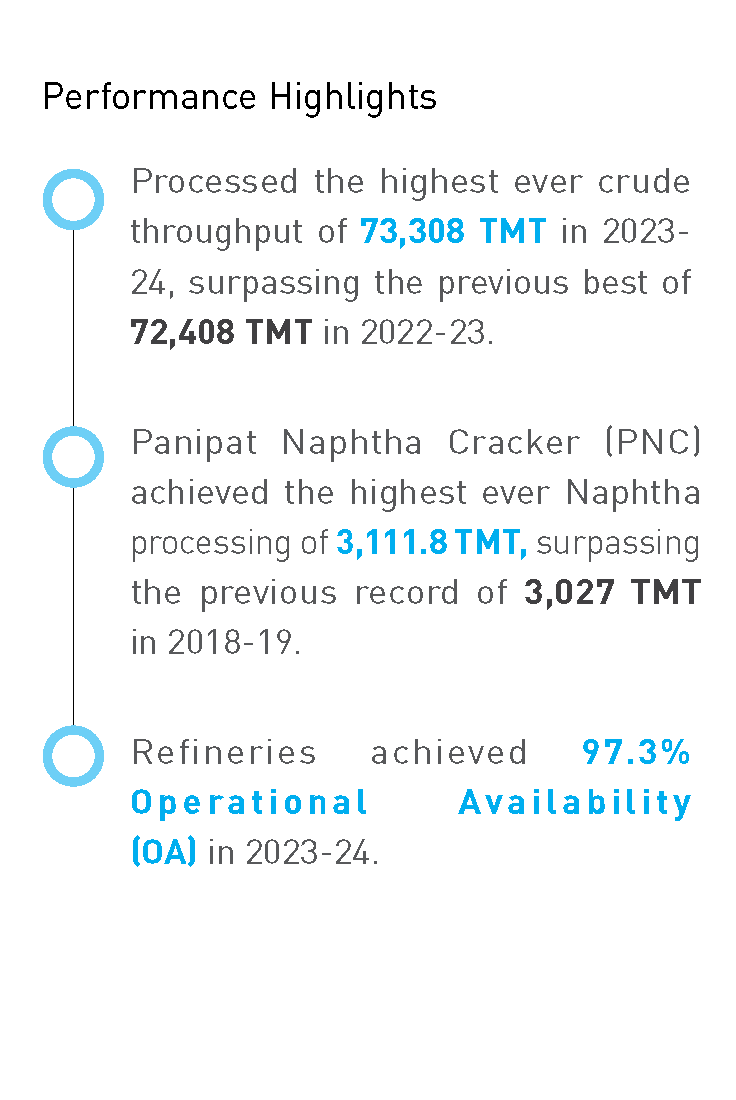 Performance Highlights
Processed the highest ever crude
throughput of 73,308 TMT in 2023-
24, surpassing the previous best of
72,408 TMT in 2022-23.
Panipat Naphtha Cracker (PNC)
achieved the highest ever Naphtha
processing of 3,111.8 TMT, surpassing
the previous record of 3,027 TMT
in 2018-19.
Refineries achieved 97.3%
Operational Availability
(OA) in 2023-24.